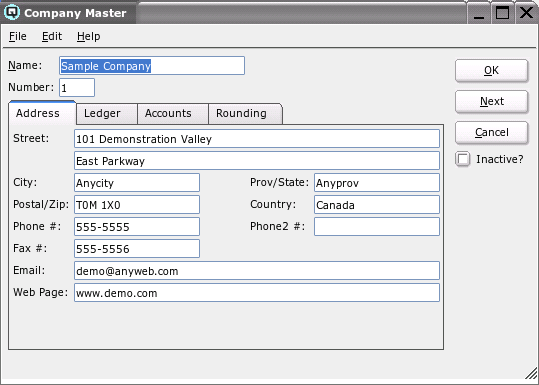 Company Master
File Edit Help
Name: Sample Company
OK
Number: 1
Next
Address Ledger Accounts Rounding
Street: 101 Demonstration Valley
Cancel
East Parkway
Inactive?
City: Anycity Prov/State: Anyprov
Postal/Zip: T0M 1X0 Country: Canada
Phone #: 555-5555 Phone2 #:
Fax #: 555-5556
Email: demo@anyweb.com
Web Page: www.demo.com